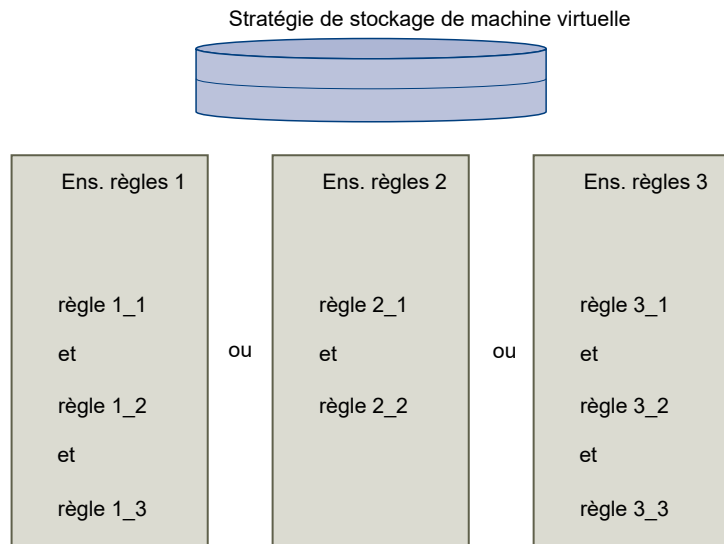 Stratégie de stockage de machine virtuelle
Ens. règles 1
règle 1_1
et
règle 1_2
et
règle 1_3
ou
Ens. règles 2
règle 2_1
et
règle 2_2
ou
Ens. règles 3
règle 3_1
et
règle 3_2
et
règle 3_3